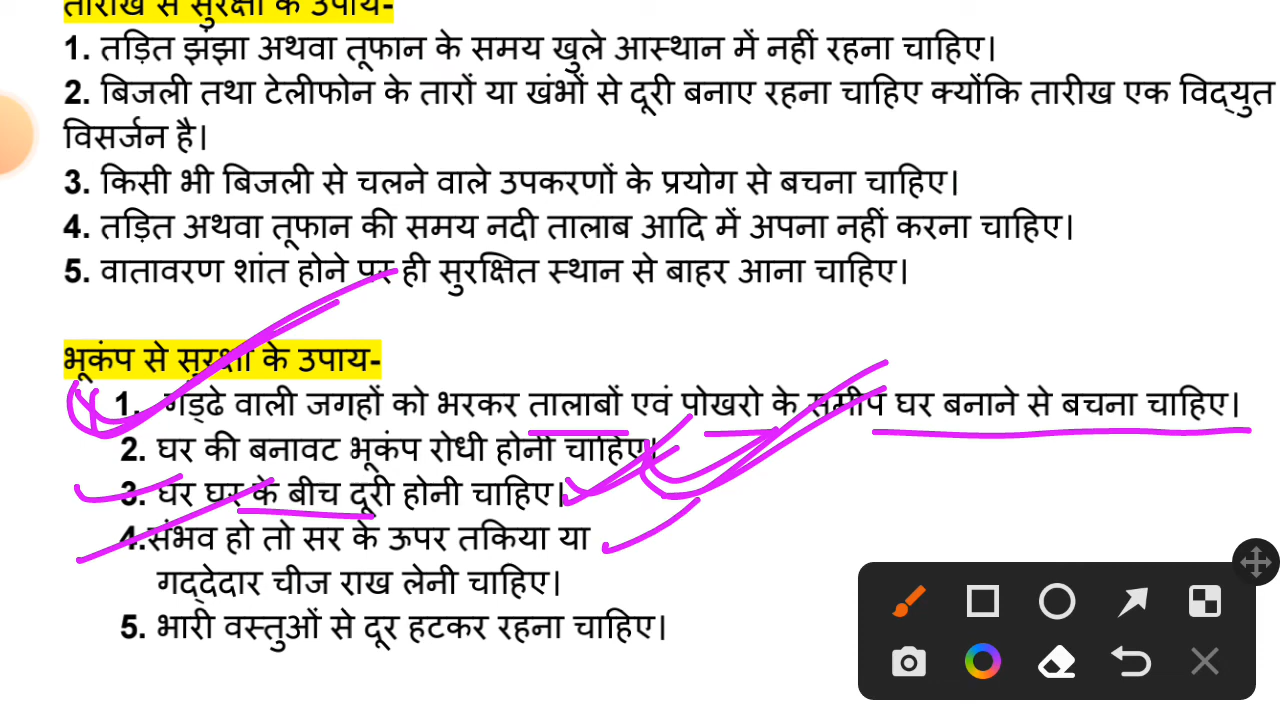 तारीख से सुरक्षा के उपाय-
1. तड़ित झंझा अथवा तूफान के समय खुले आस्थान में नहीं रहना चाहिए।
2. बिजली तथा टेलीफोन के तारों या खंभों से दूरी बनाए रहना चाहिए क्योंकि तारीख एक विद्युत
विसर्जन है।
3. किसी भी बिजली से चलने वाले उपकरणों के प्रयोग से बचना चाहिए।
4. तड़ित अथवा तूफान की समय नदी तालाब आदि में अपना नहीं करना चाहिए।
5. वातावरण शांत होने पर ही सुरक्षित स्थान से बाहर आना चाहिए।
भूकंप से सुरक्षा के उपाय-
1. गड्ढे वाली जगहों को भरकर तालाबों एवं पोखरो के समीप घर बनाने से बचना चाहिए।
2. घर की बनावट भूकंप रोधी होनी चाहिए।
3. घर घर के बीच दूरी होनी चाहिए।
4.संभव हो तो सर के ऊपर तकिया या
गद्देदार चीज राख लेनी चाहिए।
5. भारी वस्तुओं से दूर हटकर रहना चाहिए।